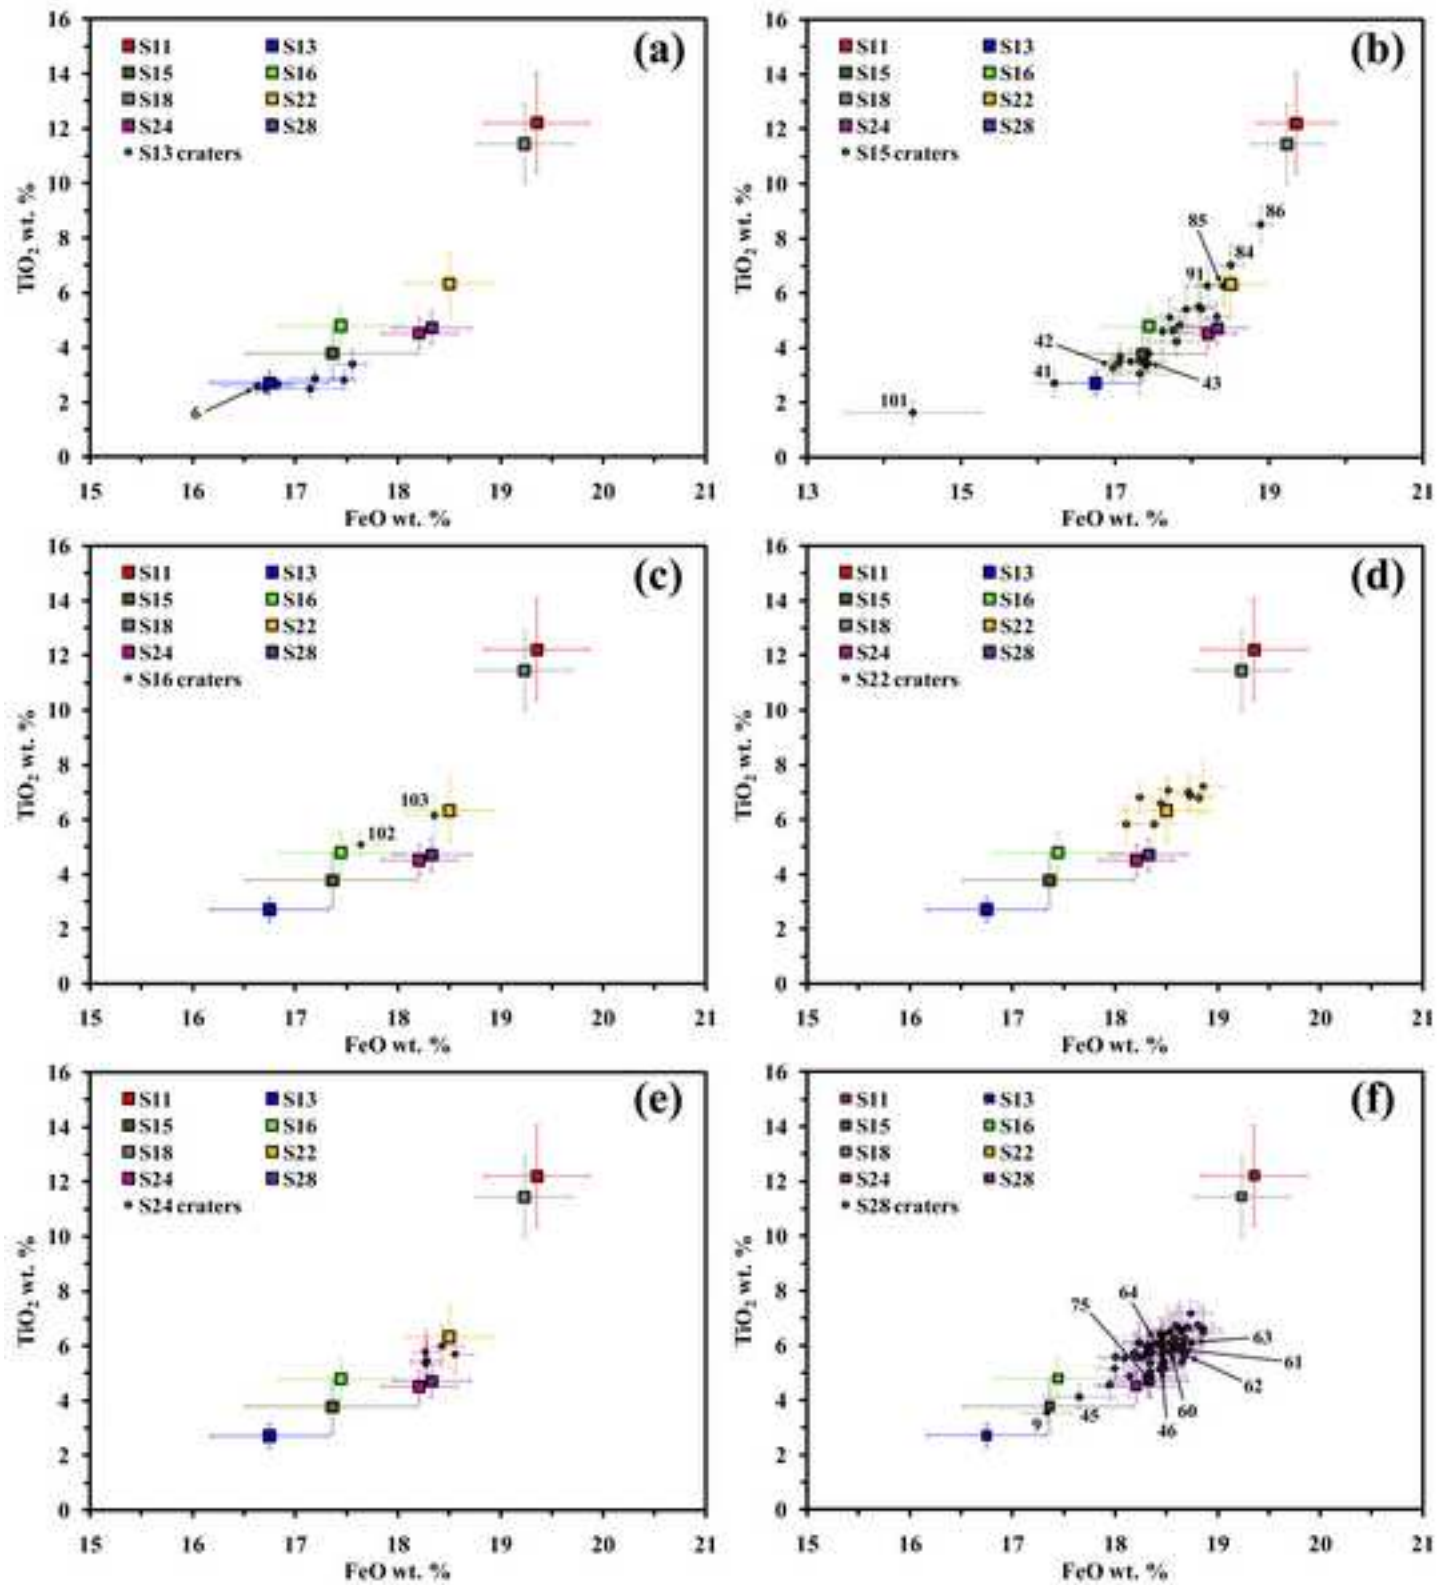 (a)
16
14
12
10
8
6
4
2
0
TiO2 wt. %
S11 S13
S15 S16
S18 S22
S24 S28
S13 craters
6
15 16 17 18 19 20 21
FeO wt. %
(b)
16
14
12
10
8
6
4
2
0
TiO2 wt. %
S11 S13
S15 S16
S18 S22
S24 S28
S15 craters
86
85
84
91
42
41
43
101
13 15 17 19 21
FeO wt. %
(c)
16
14
12
10
8
6
4
2
0
TiO2 wt. %
S11 S13
S15 S16
S18 S22
S24 S28
S16 craters
103
102
15 16 17 18 19 20 21
FeO wt. %
(d)
16
14
12
10
8
6
4
2
0
TiO2 wt. %
S11 S13
S15 S16
S18 S22
S24 S28
S22 craters
15 16 17 18 19 20 21
FeO wt. %
(e)
16
14
12
10
8
6
4
2
0
TiO2 wt. %
S11 S13
S15 S16
S18 S22
S24 S28
S24 craters
15 16 17 18 19 20 21
FeO wt. %
(f)
16
14
12
10
8
6
4
2
0
TiO2 wt. %
S11 S13
S15 S16
S18 S22
S24 S28
S28 craters
64
75
63
61
62
60
45
9
46
15 16 17 18 19 20 21
FeO wt. %